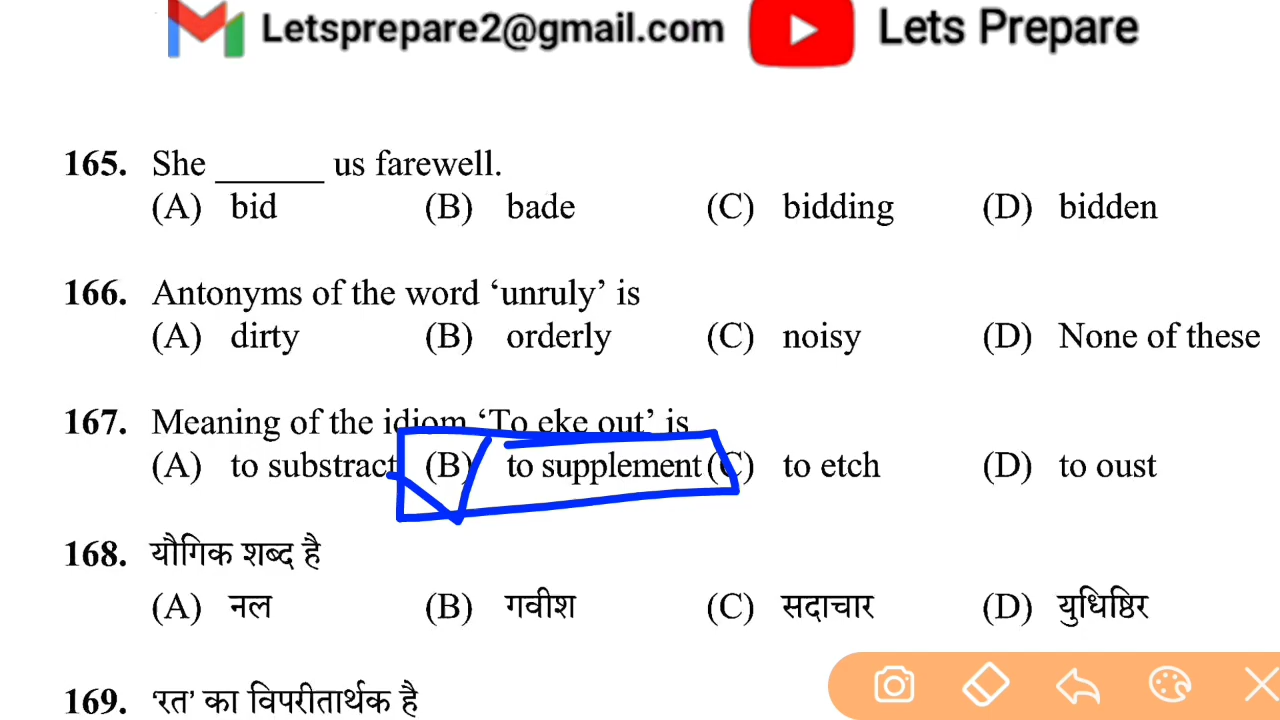 Letsprepare2@gmail.com Lets Prepare
165. She ______ us farewell.
(A) bid (B) bade (C) bidding (D) bidden
166. Antonyms of the word ‘unruly’ is
(A) dirty (B) orderly (C) noisy (D) None of these
167. Meaning of the idiom ‘To eke out’ is
(A) to substract (B) to supplement (C) to etch (D) to oust
168. यौगिक शब्द है
(A) नल (B) गवीश (C) सदाचार (D) युधिष्ठिर
169. ‘रत’ का विपरीतार्थक है